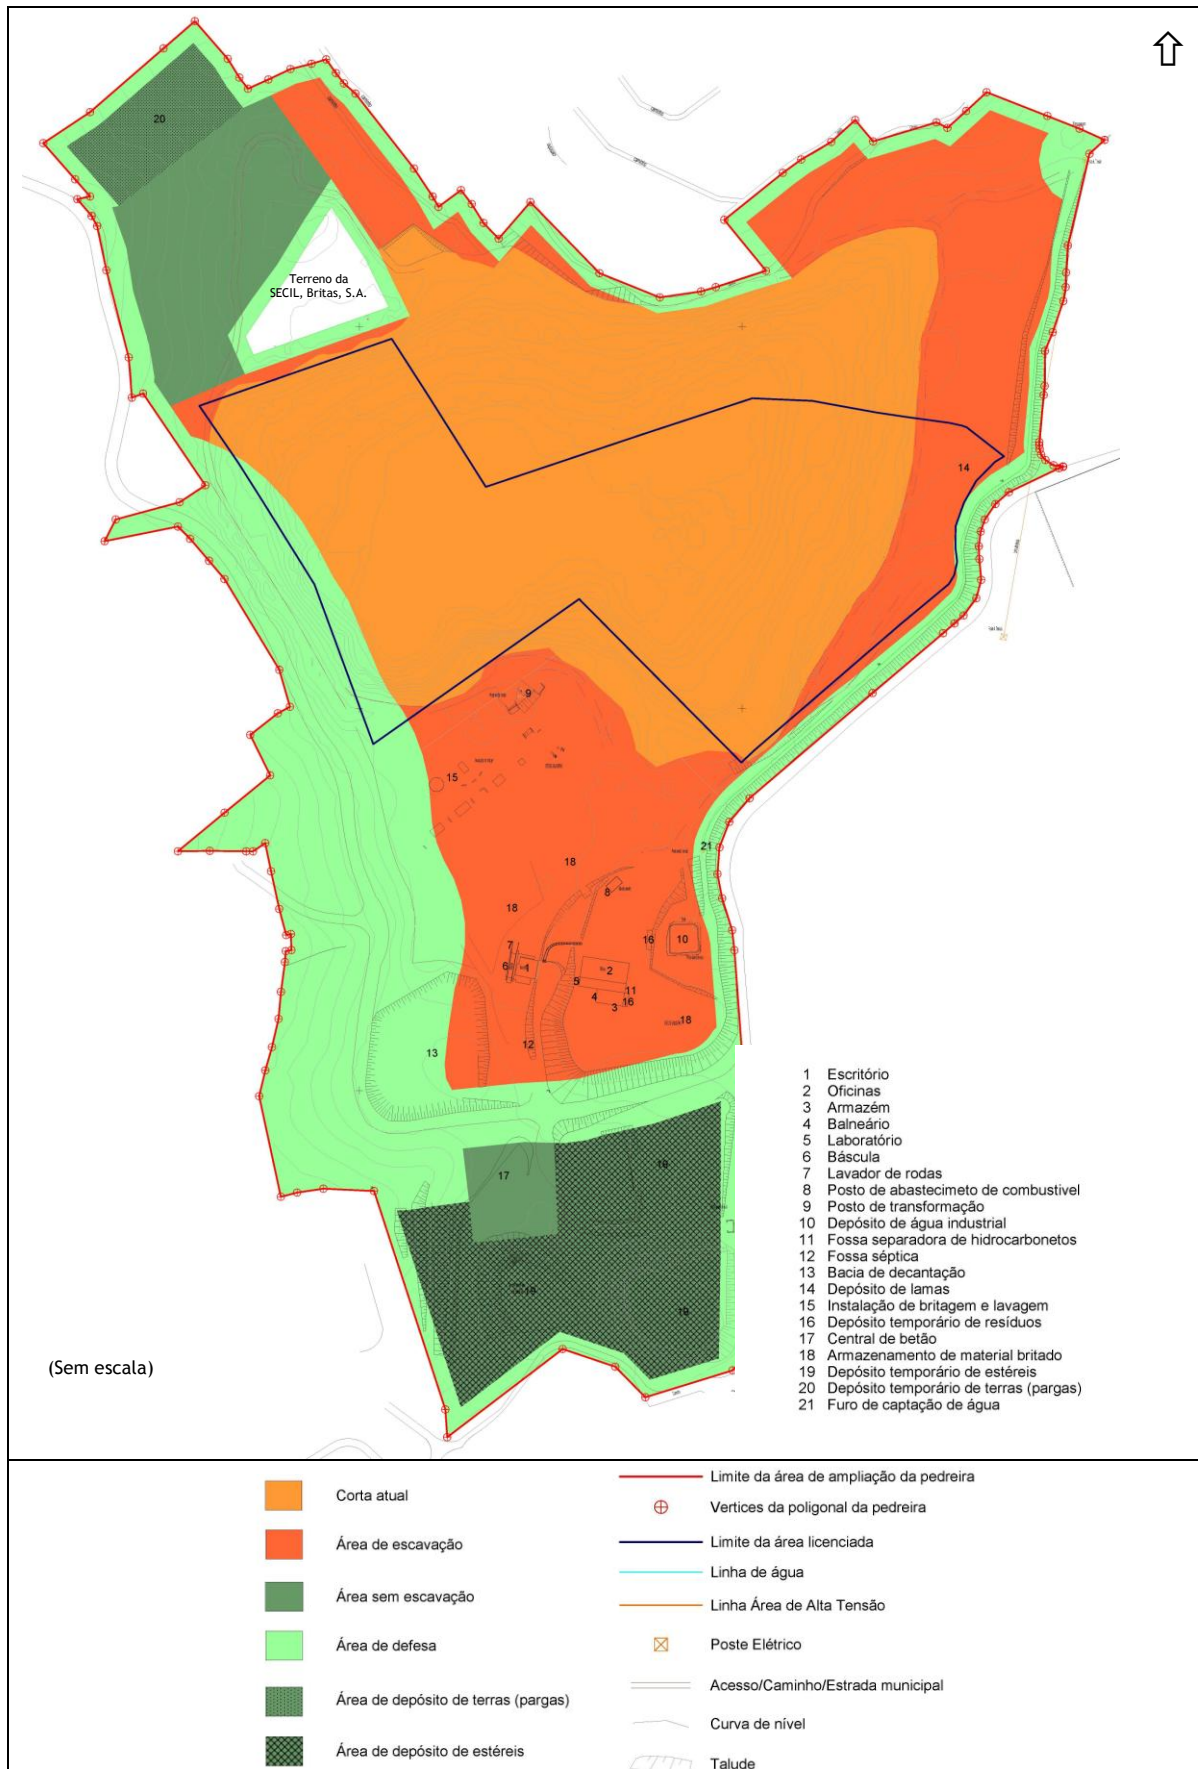 20
Terreno da
SECIL, Britas, S.A.
14
9
15
21
18
8
18
7
16
10
6
1
2
5
11
4
16
3
18
12
13
17
19
19
19
1 Escritório
2 Oficinas
3 Armazém
4 Balneário
5 Laboratório
6 Báscula
7 Lavador de rodas
8 Posto de abastecimeto de combustivel
9 Posto de transformação
10 Depósito de água industrial
11 Fossa separadora de hidrocarbonetos
12 Fossa séptica
13 Bacia de decantação
14 Depósito de lamas
15 Instalação de britagem e lavagem
16 Depósito temporário de resíduos
17 Central de betão
18 Armazenamento de material britado
19 Depósito temporário de estéreis
20 Depósito temporário de terras (pargas)
21 Furo de captação de água
(Sem escala)
Corta atual
Área de escavação
Área sem escavação
Área de defesa
Área de depósito de terras (pargas)
Área de depósito de estéreis
Limite da área de ampliação da pedreira
Vertices da poligonal da pedreira
Limite da área licenciada
Linha de água
Linha Área de Alta Tensão
Poste Elétrico
Acesso/Caminho/Estrada municipal
Curva de nível
Talude